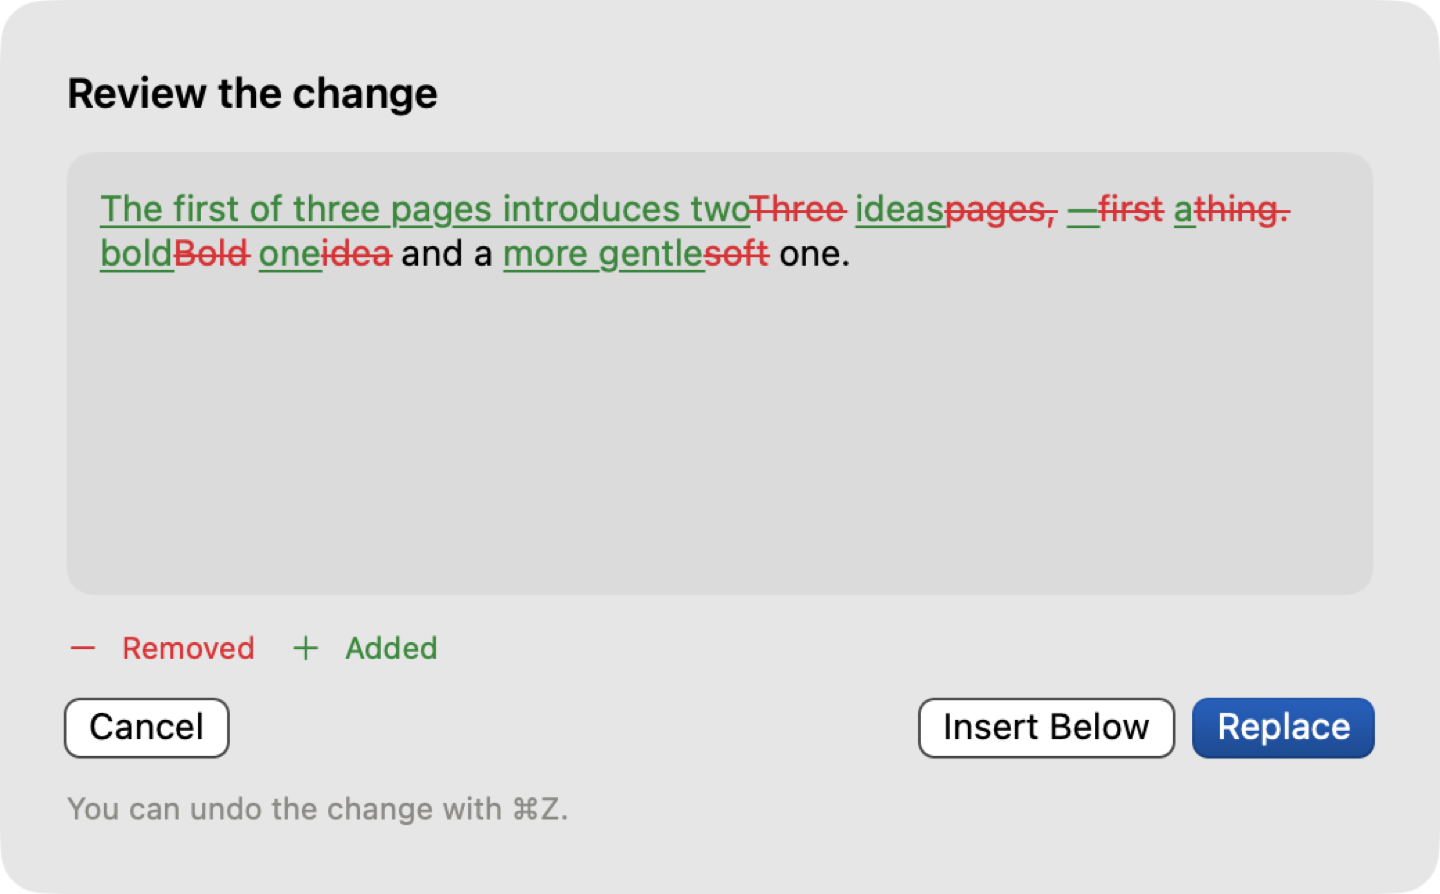 Review the change
The first of three pages introduces twoThree ideaspages, —first athing.
boldBold oneidea and a more gentlesoft one.
− Removed + Added
Cancel Insert Below Replace
You can undo the change with ⌘Z.